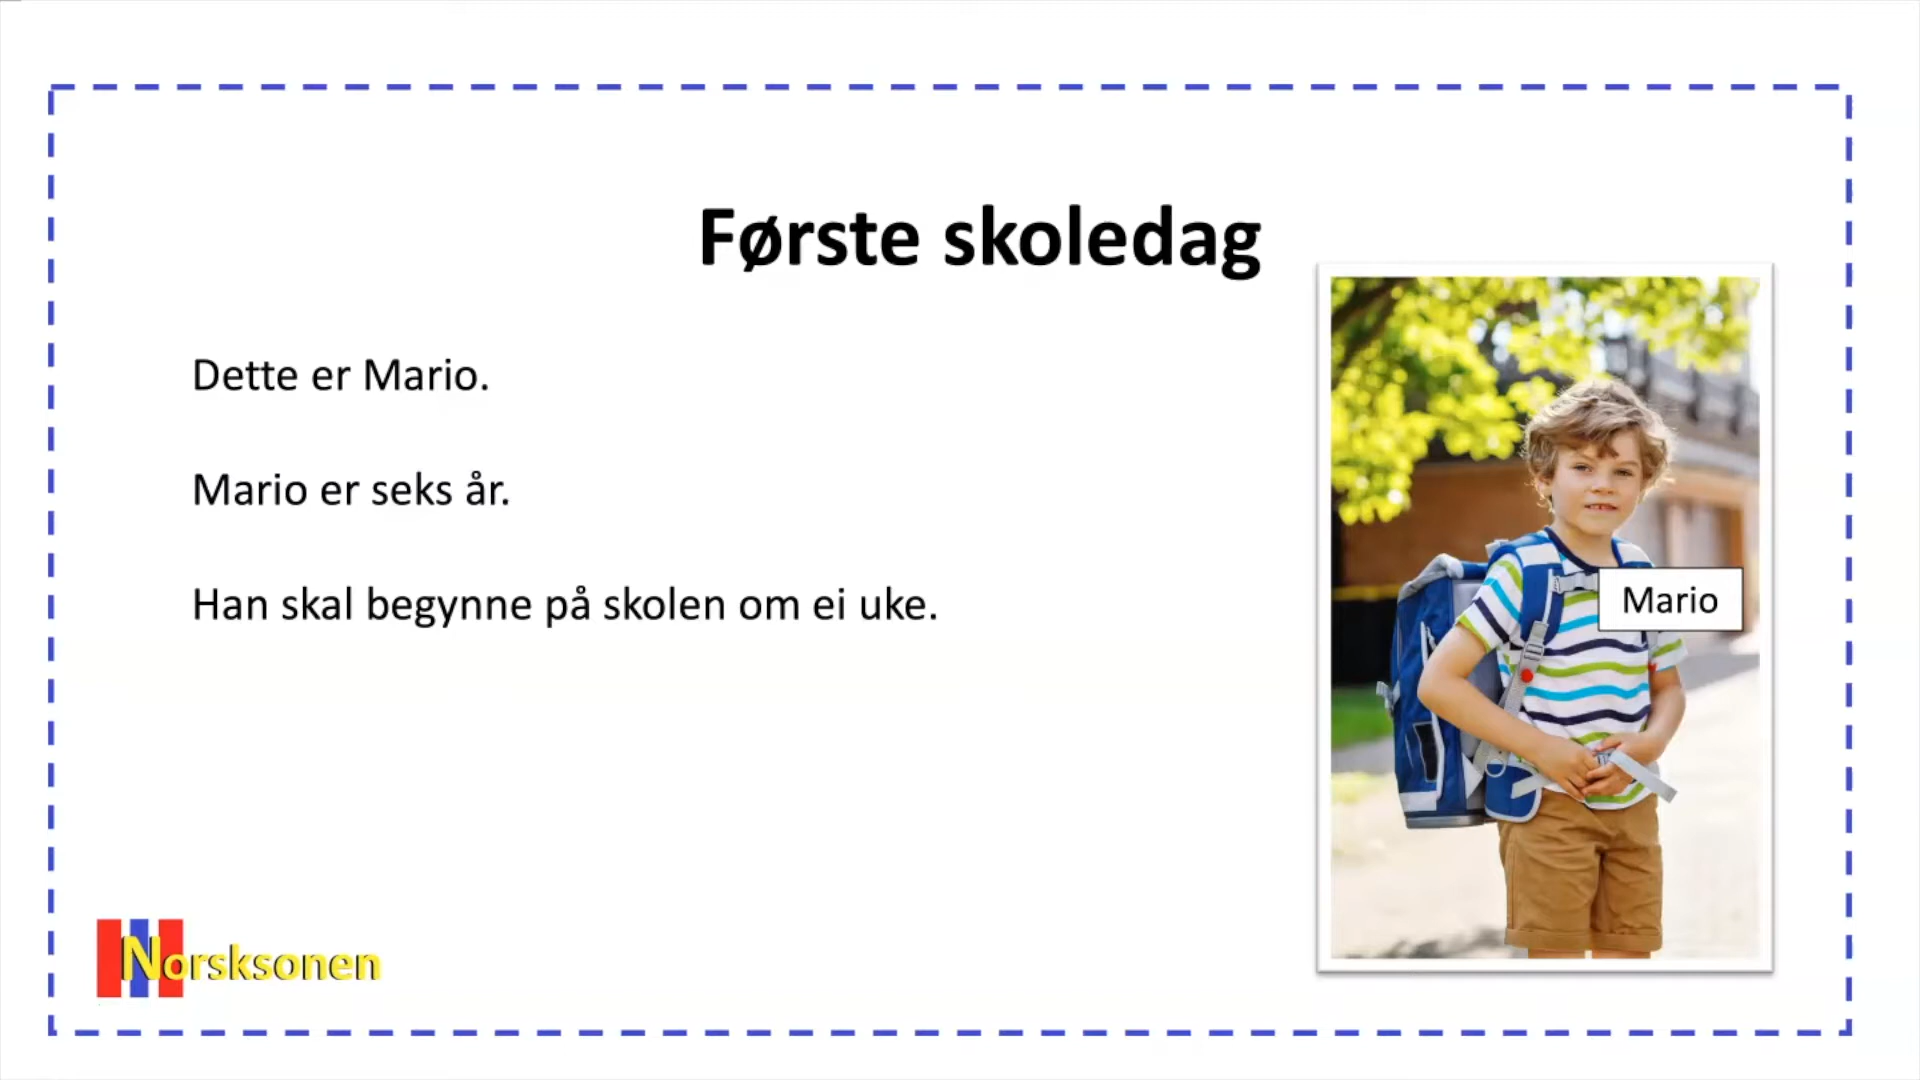 Første skoledag
Dette er Mario.
Mario er seks år.
Han skal begynne på skolen om ei uke.
Mario
Norsksonen